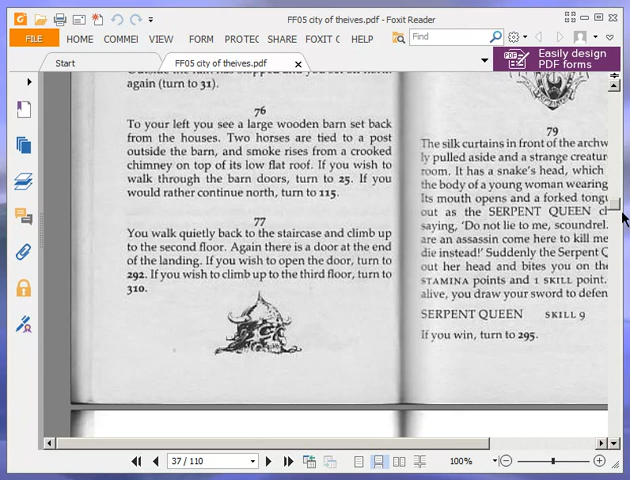 FF05 city of theives.pdf - Foxit Reader
FILE HOME COMMEI VIEW FORM PROTEC SHARE FOXIT C HELP Find
Start FF05 city of theives.pdf
Easily design
PDF forms
again (turn to 31).
76
To your left you see a large wooden barn set back
from the houses. Two horses are tied to a post
outside the barn, and smoke rises from a crooked
chimney on top of its low flat roof. If you wish to
walk through the barn doors, turn to 25. If you
would rather continue north, turn to 115.
77
You walk quietly back to the staircase and climb up
to the second floor. Again there is a door at the end
of the landing. If you wish to open the door, turn to
292. If you wish to climb up to the third floor, turn to
310.
79
The silk curtains in front of the archw
ly pulled aside and a strange creatur
room. It has a snake's head, which
the body of a young woman wearing
Its mouth opens and a forked tongu
out as the SERPENT QUEEN cl
saying, 'Do not lie to me, scoundrel.
are an assassin come here to kill me
die instead!' Suddenly the Serpent Q
out her head and bites you on the
STAMINA points and 1 SKILL point.
alive, you draw your sword to defen
SERPENT QUEEN SKILL 9
If you win, turn to 295.
37 / 110 100%